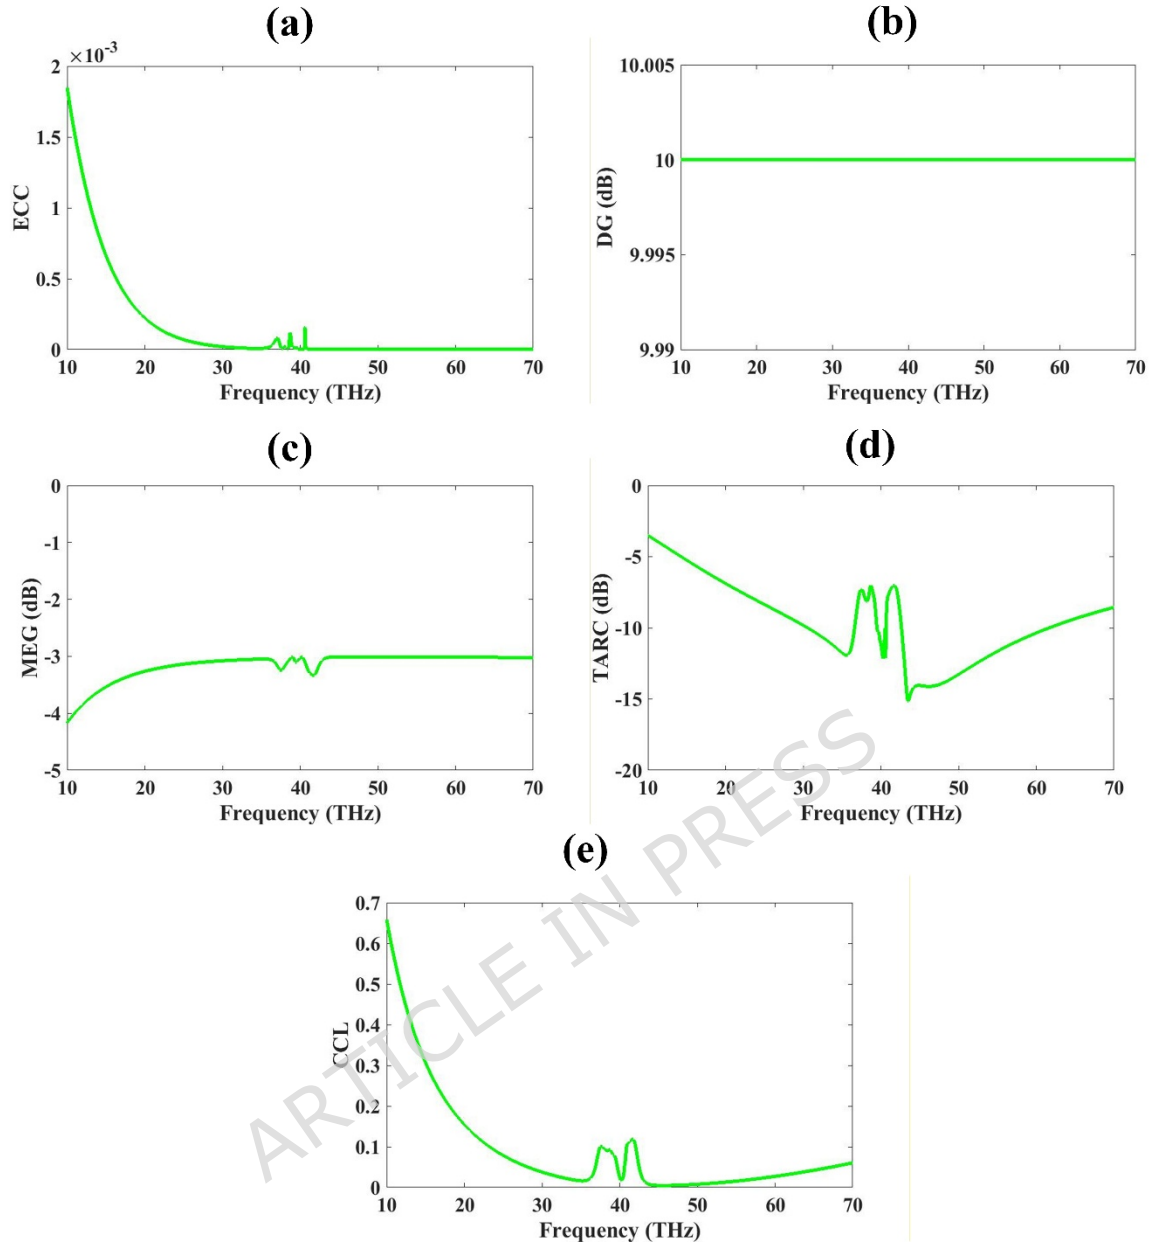 (a)
×10⁻³
2
1.5
1
0.5
0
ECC
10 20 30 40 50 60 70
Frequency (THz)
(b)
10.005
10
9.995
9.99
DG (dB)
10 20 30 40 50 60 70
Frequency (THz)
(c)
0
-1
-2
-3
-4
-5
MEG (dB)
10 20 30 40 50 60 70
Frequency (THz)
(d)
0
-5
-10
-15
-20
TARC (dB)
10 20 30 40 50 60 70
Frequency (THz)
(e)
0.7
0.6
0.5
0.4
0.3
0.2
0.1
0
CCL
10 20 30 40 50 60 70
Frequency (THz)
ARTICLE IN PRESS